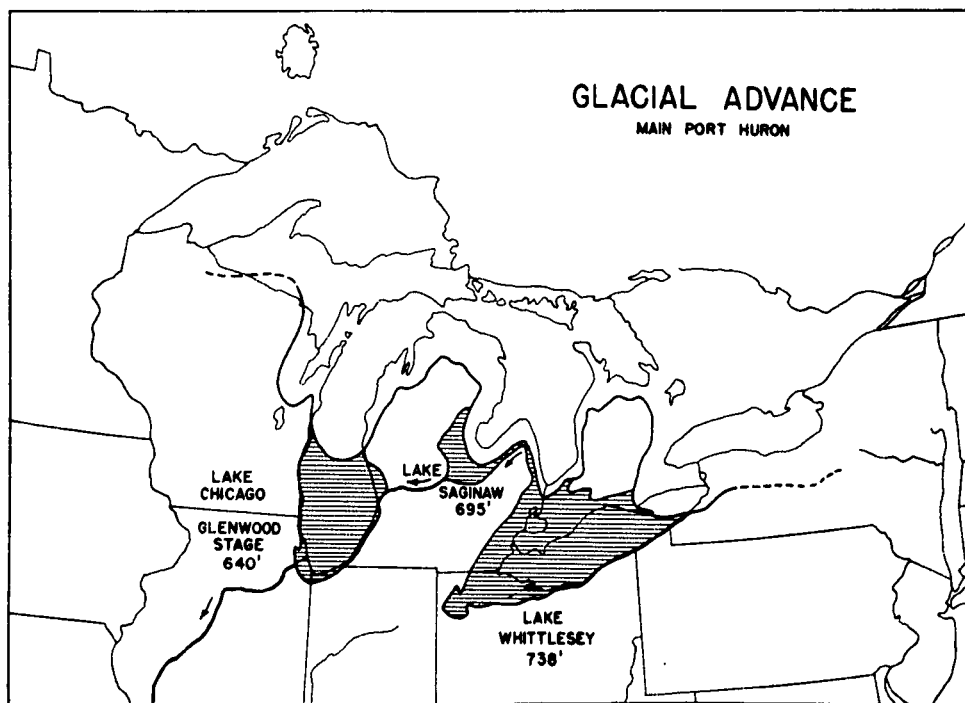 GLACIAL ADVANCE
MAIN PORT HURON
LAKE
CHICAGO
GLENWOOD
STAGE
640'
LAKE
SAGINAW
695'
LAKE
WHITTLESEY
738'